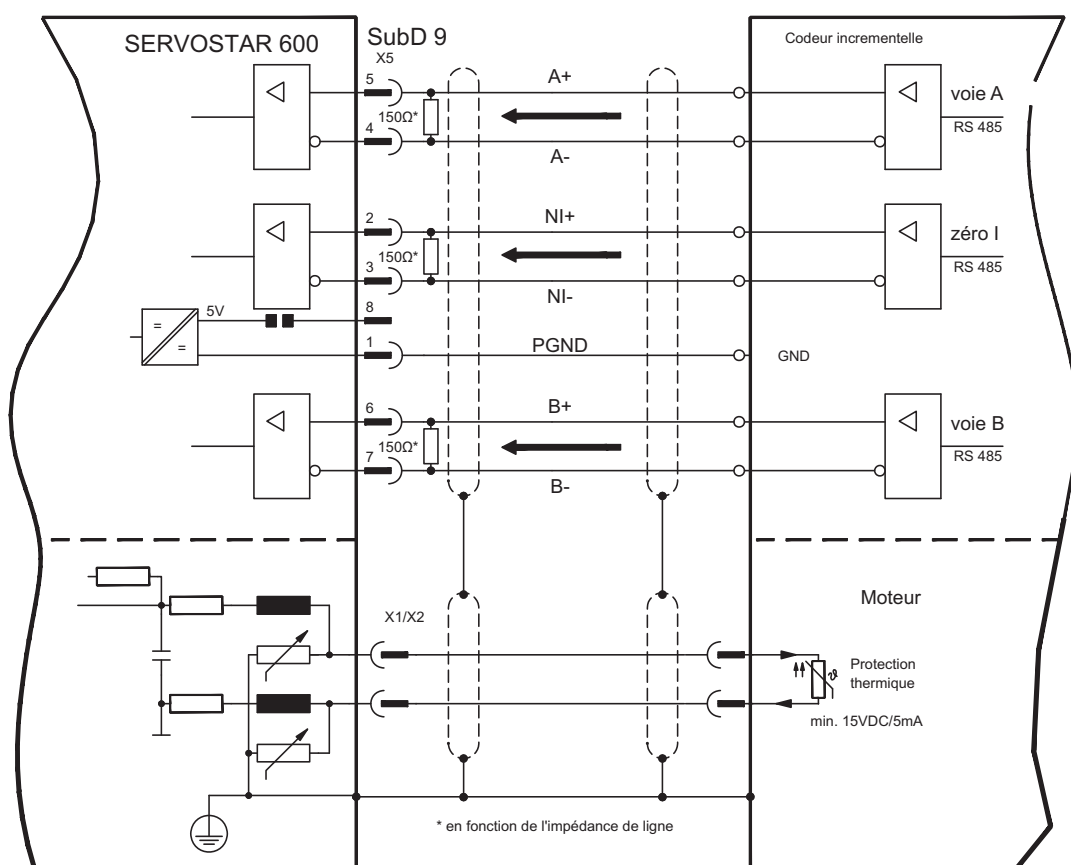 SERVOSTAR 600
SubD 9
X5
Codeur incrementelle
5
A+
voie A
150Ω*
RS 485
4
A-
2
NI+
zéro I
150Ω*
RS 485
3
NI-
5V
8
=
=
1
PGND
GND
6
B+
voie B
150Ω*
RS 485
7
B-
Moteur
X1/X2
Protection
thermique
ϑ
min. 15VDC/5mA
* en fonction de l'impédance de ligne